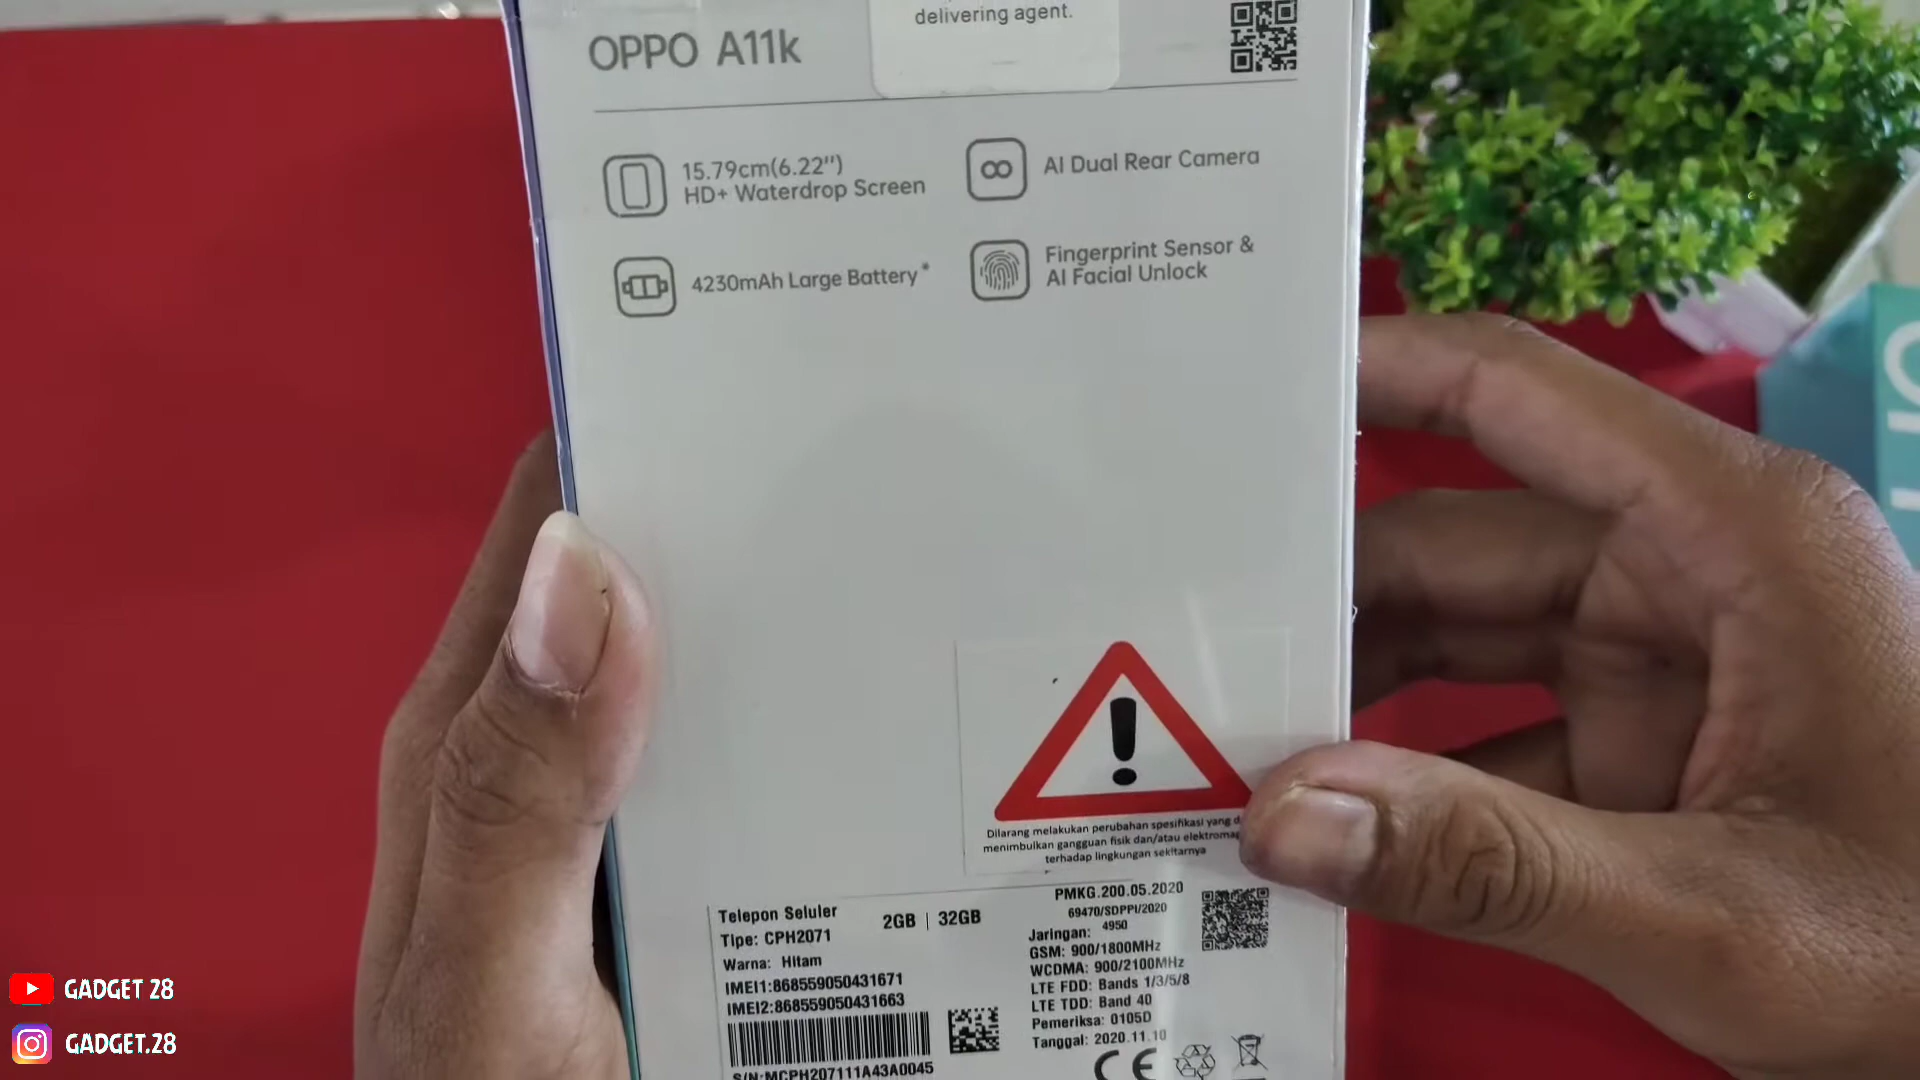 delivering agent.
OPPO A11k
15.79cm(6.22")
HD+ Waterdrop Screen
AI Dual Rear Camera
4230mAh Large Battery*
Fingerprint Sensor &
AI Facial Unlock
Dilarang melakukan perubahan spesifikasi yang
menimbulkan gangguan fisik dan/atau
terhadap lingkungan sekitarnya
Telepon Seluler
Tipe: CPH2071
Warna: Hitam
2GB | 32GB
IMEI1:868559050431671
IMEI2:868559050431663
S/N:MCPH207111A43A0045
PMKG.200.05.2020
69470/SDPPI/2020
4950
Jaringan:
GSM: 900/1800MHz
WCDMA: 900/2100MHz
LTE FDD: Bands 1/3/5/8
LTE TDD: Band 40
Pemeriksa: 0105D
Tanggal: 2020.11.10
CE
GADGET 28
GADGET.28